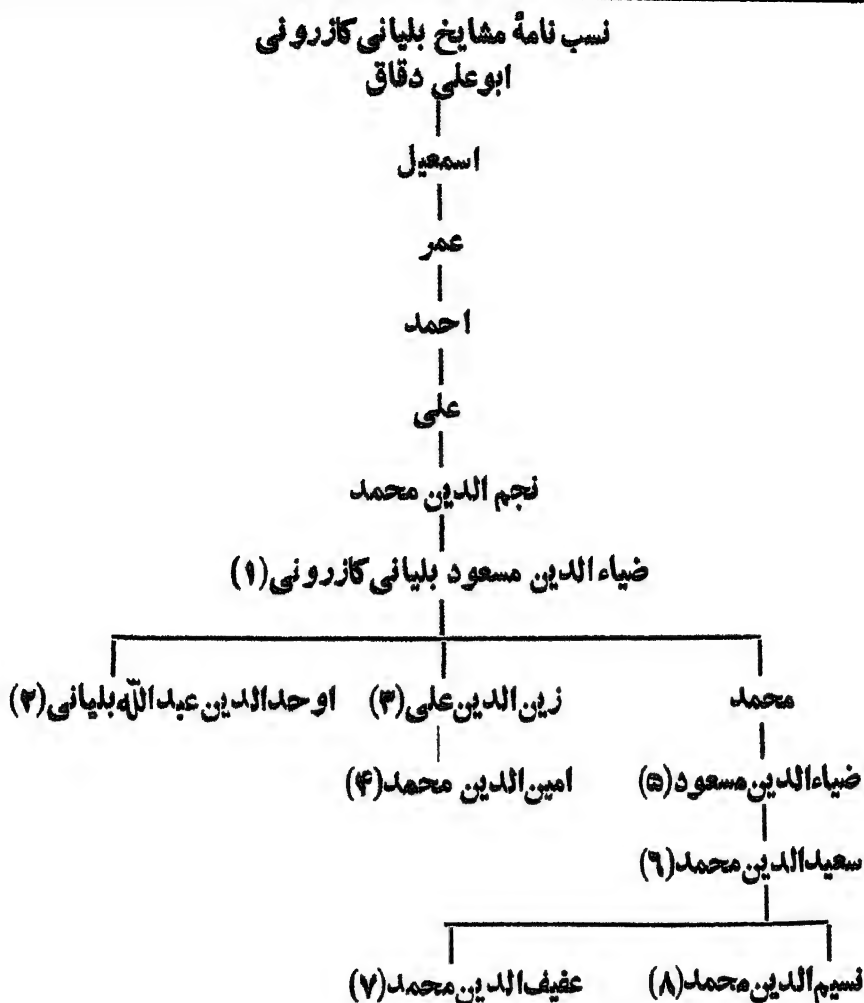 نسب نامهٔ مشایخ بلیانی کازرونی
ابوعلی دقاق
اسمعیل
عمر
احمد
علی
نجم الدین محمد
ضیاء الدین مسعود بلیانی کازرونی (۱)
محمد زین الدین علی (۳) اوحدالدین عبدالله بلیانی (۲)
ضیاءالدین مسعود (۵) امین الدین محمد (۴)
سعیدالدین محمد (۶)
نسیم الدین محمد (۸) عفیف الدین محمد (۷)